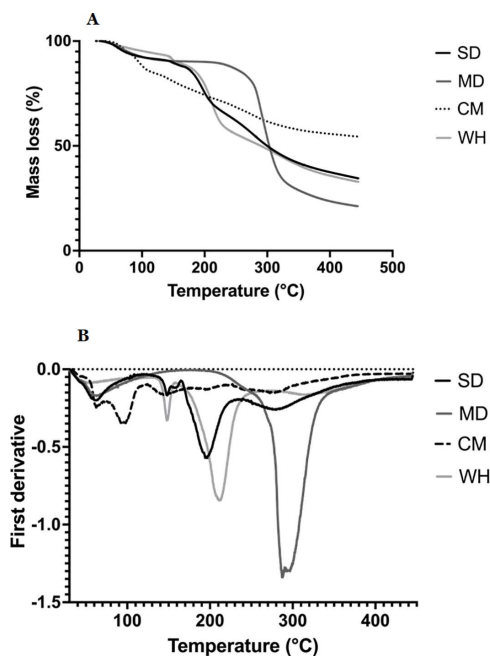 A
Mass loss (%)
100
50
0
0 100 200 300 400 500
Temperature (°C)
SD
MD
CM
WH
B
First derivative
0.0
-0.5
-1.0
-1.5
100 200 300 400
Temperature (°C)
SD
MD
CM
WH